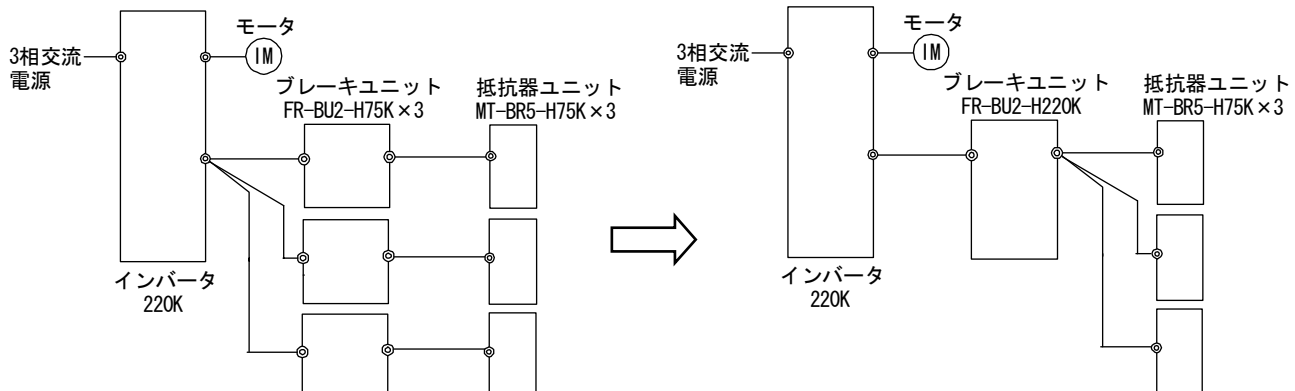 モータ
3相交流
電源
IM
ブレーキユニット
FR-BU2-H75K×3
抵抗器ユニット
MT-BR5-H75K×3
インバータ
220K
モータ
3相交流
電源
IM
ブレーキユニット
FR-BU2-H220K
抵抗器ユニット
MT-BR5-H75K×3
インバータ
220K